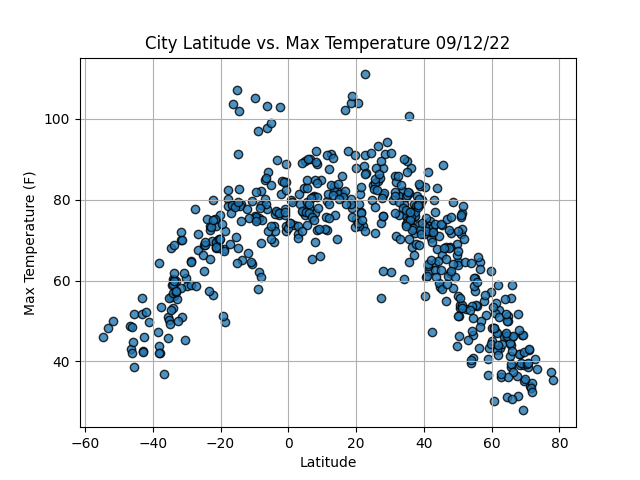 City Latitude vs. Max Temperature 09/12/22
Max Temperature (F)
100
80
60
40
−60 −40 −20 0 20 40 60 80
Latitude